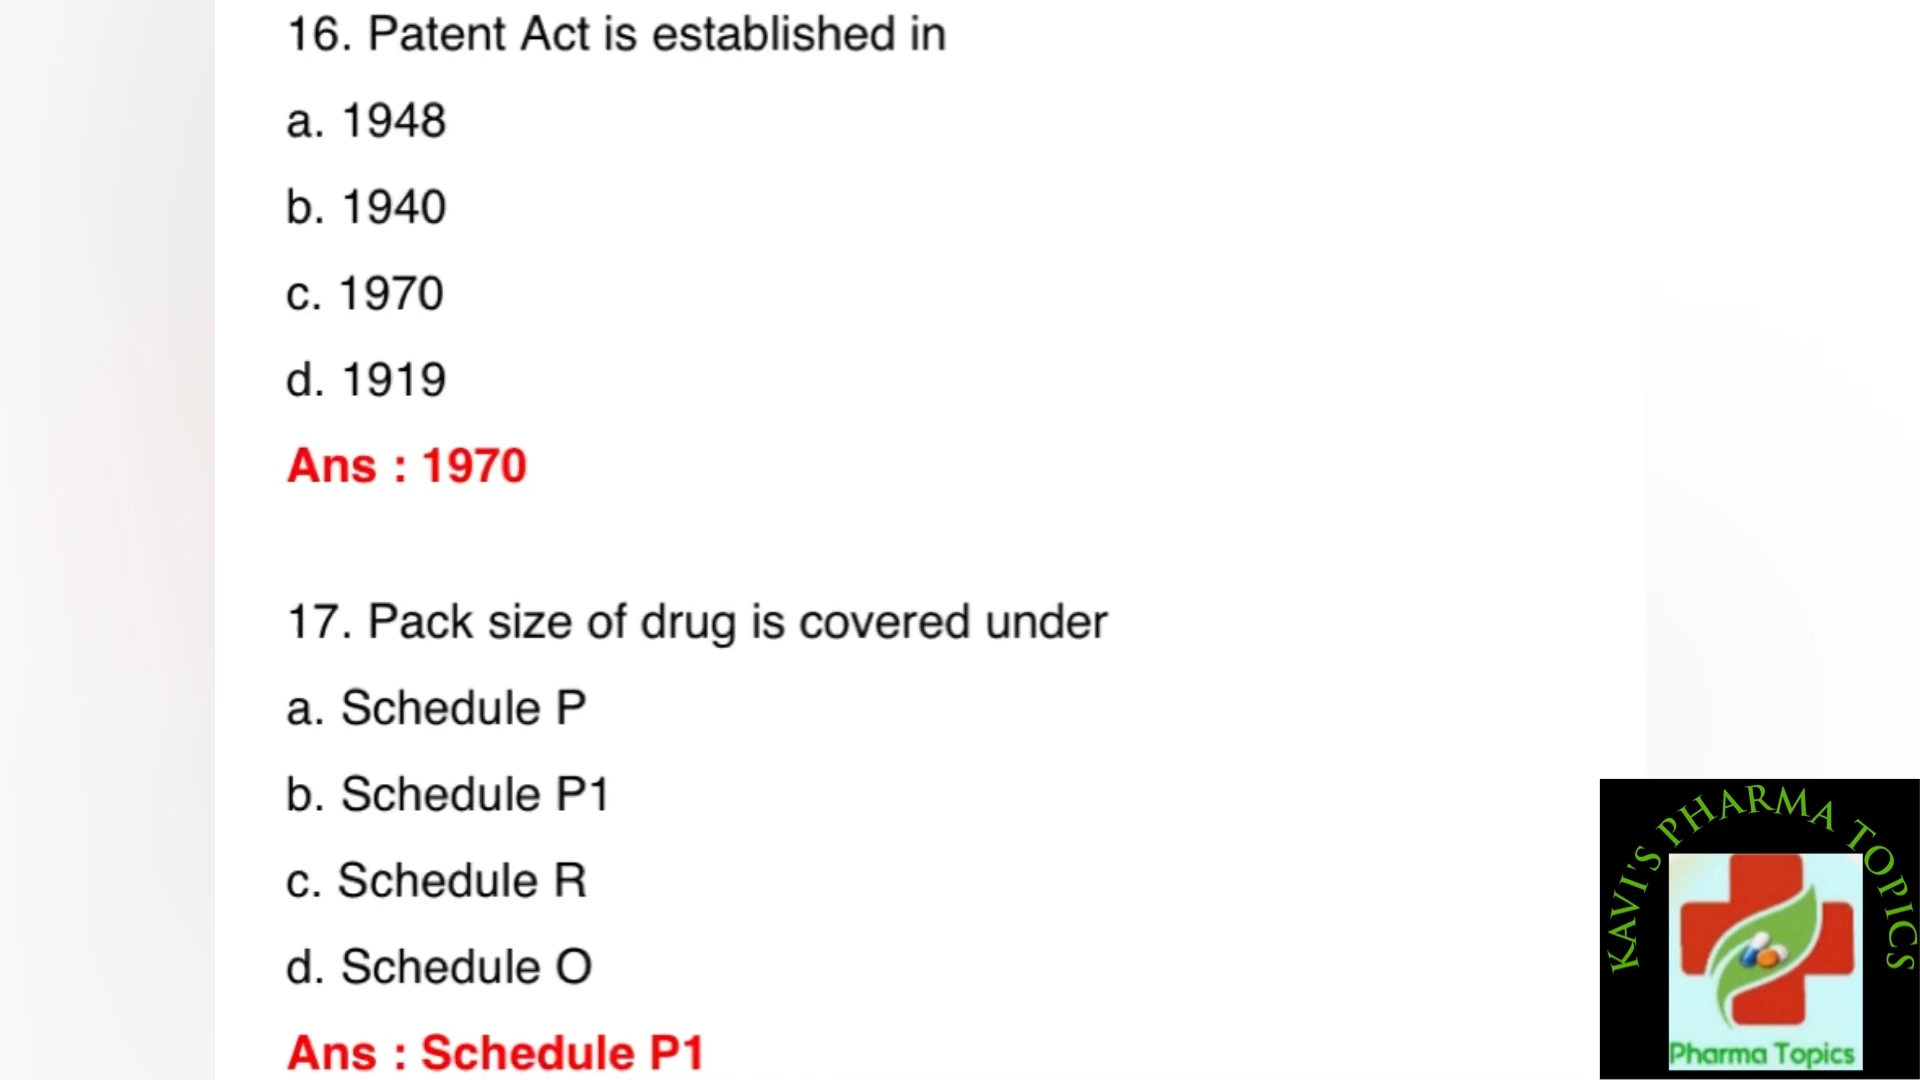 16. Patent Act is established in
a. 1948
b. 1940
c. 1970
d. 1919
Ans : 1970
17. Pack size of drug is covered under
a. Schedule P
b. Schedule P1
c. Schedule R
d. Schedule O
Ans : Schedule P1
KAVI'S PHARMA TOPICS
Pharma Topics